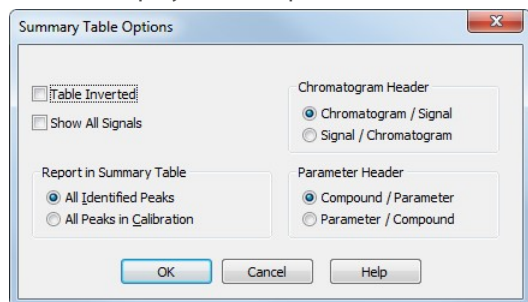 Summary Table Options
Table Inverted
Show All Signals
Chromatogram Header
Chromatogram / Signal
Signal / Chromatogram
Report in Summary Table
All Identified Peaks
All Peaks in Calibration
Parameter Header
Compound / Parameter
Parameter / Compound
OK
Cancel
Help